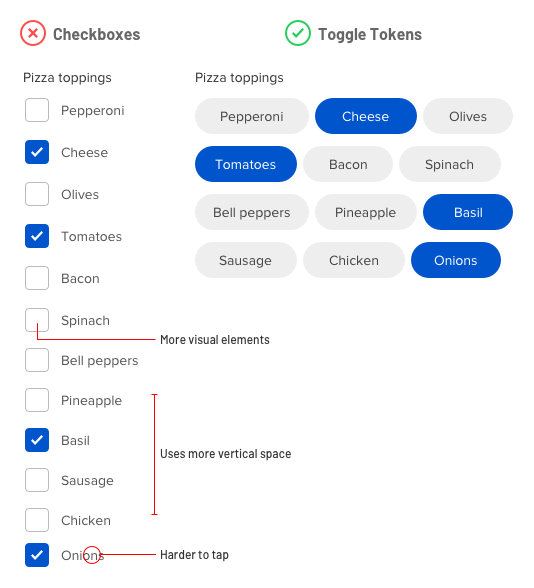 Checkboxes
Pizza toppings
Pepperoni
Cheese
Olives
Tomatoes
Bacon
Spinach
More visual elements
Bell peppers
Pineapple
Basil
Uses more vertical space
Sausage
Chicken
Onions
Harder to tap
Toggle Tokens
Pizza toppings
Pepperoni Cheese Olives
Tomatoes Bacon Spinach
Bell peppers Pineapple Basil
Sausage Chicken Onions